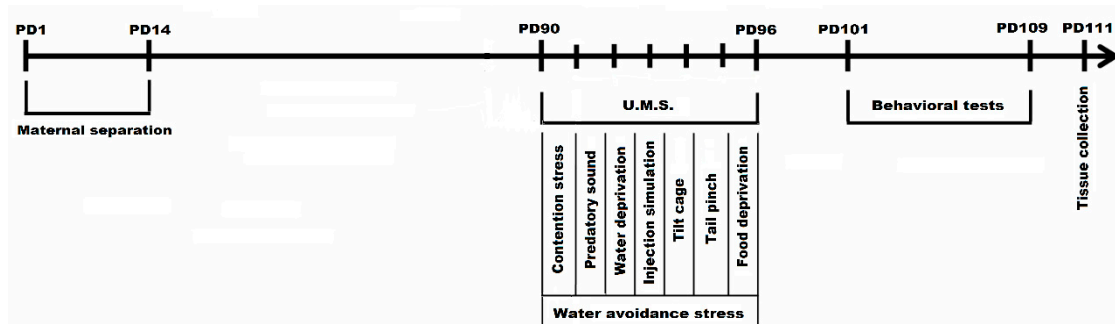 PD1
PD14
PD90
PD96
PD101
PD109
PD111
Maternal separation
U.M.S.
Behavioral tests
Tissue collection
Contention stress
Predatory sound
Water deprivation
Injection simulation
Tilt cage
Tail pinch
Food deprivation
Water avoidance stress